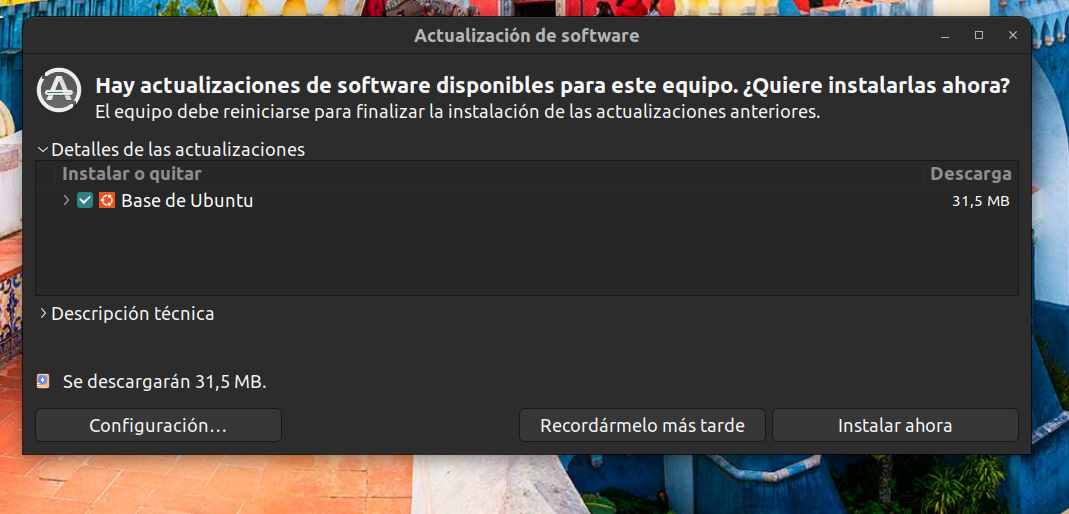 Actualización de software
Hay actualizaciones de software disponibles para este equipo. ¿Quiere instalarlas ahora?
El equipo debe reiniciarse para finalizar la instalación de las actualizaciones anteriores.
Detalles de las actualizaciones
Instalar o quitar Descarga
Base de Ubuntu 31,5 MB
Descripción técnica
Se descargarán 31,5 MB.
Configuración… Recordármelo más tarde Instalar ahora